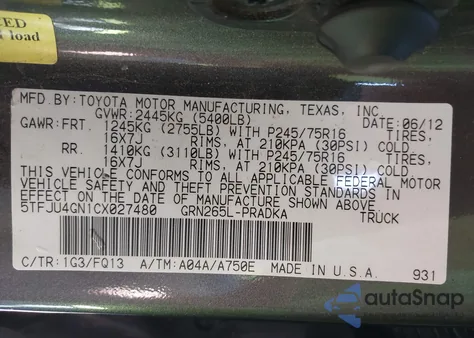 CED
t load
MFD.BY:TOYOTA MOTOR MANUFACTURING, TEXAS, INC
GVWR:2445KG (5400LB) DATE:06/12
GAWR:FRT. 1245KG (2755LB) WITH P245/75R16 TIRES,
16X7J RIMS, AT 210KPA (30PSI) COLD
RR. 1410KG (3110LB) WITH P245/75R16 TIRES,
16X7J RIMS, AT 210KPA (30PSI) COLD
THIS VEHICLE CONFORMS TO ALL APPLICABLE FEDERAL MOTOR
VEHICLE SAFETY AND THEFT PREVENTION STANDARDS IN
EFFECT ON THE DATE OF MANUFACTURE SHOWN ABOVE.
5TFJU4GN1CX027480 GRN265L-PRADKA TRUCK
C/TR:1G3/FQ13 A/TM:A04A/A750E MADE IN U.S.A. 931
autoSnap